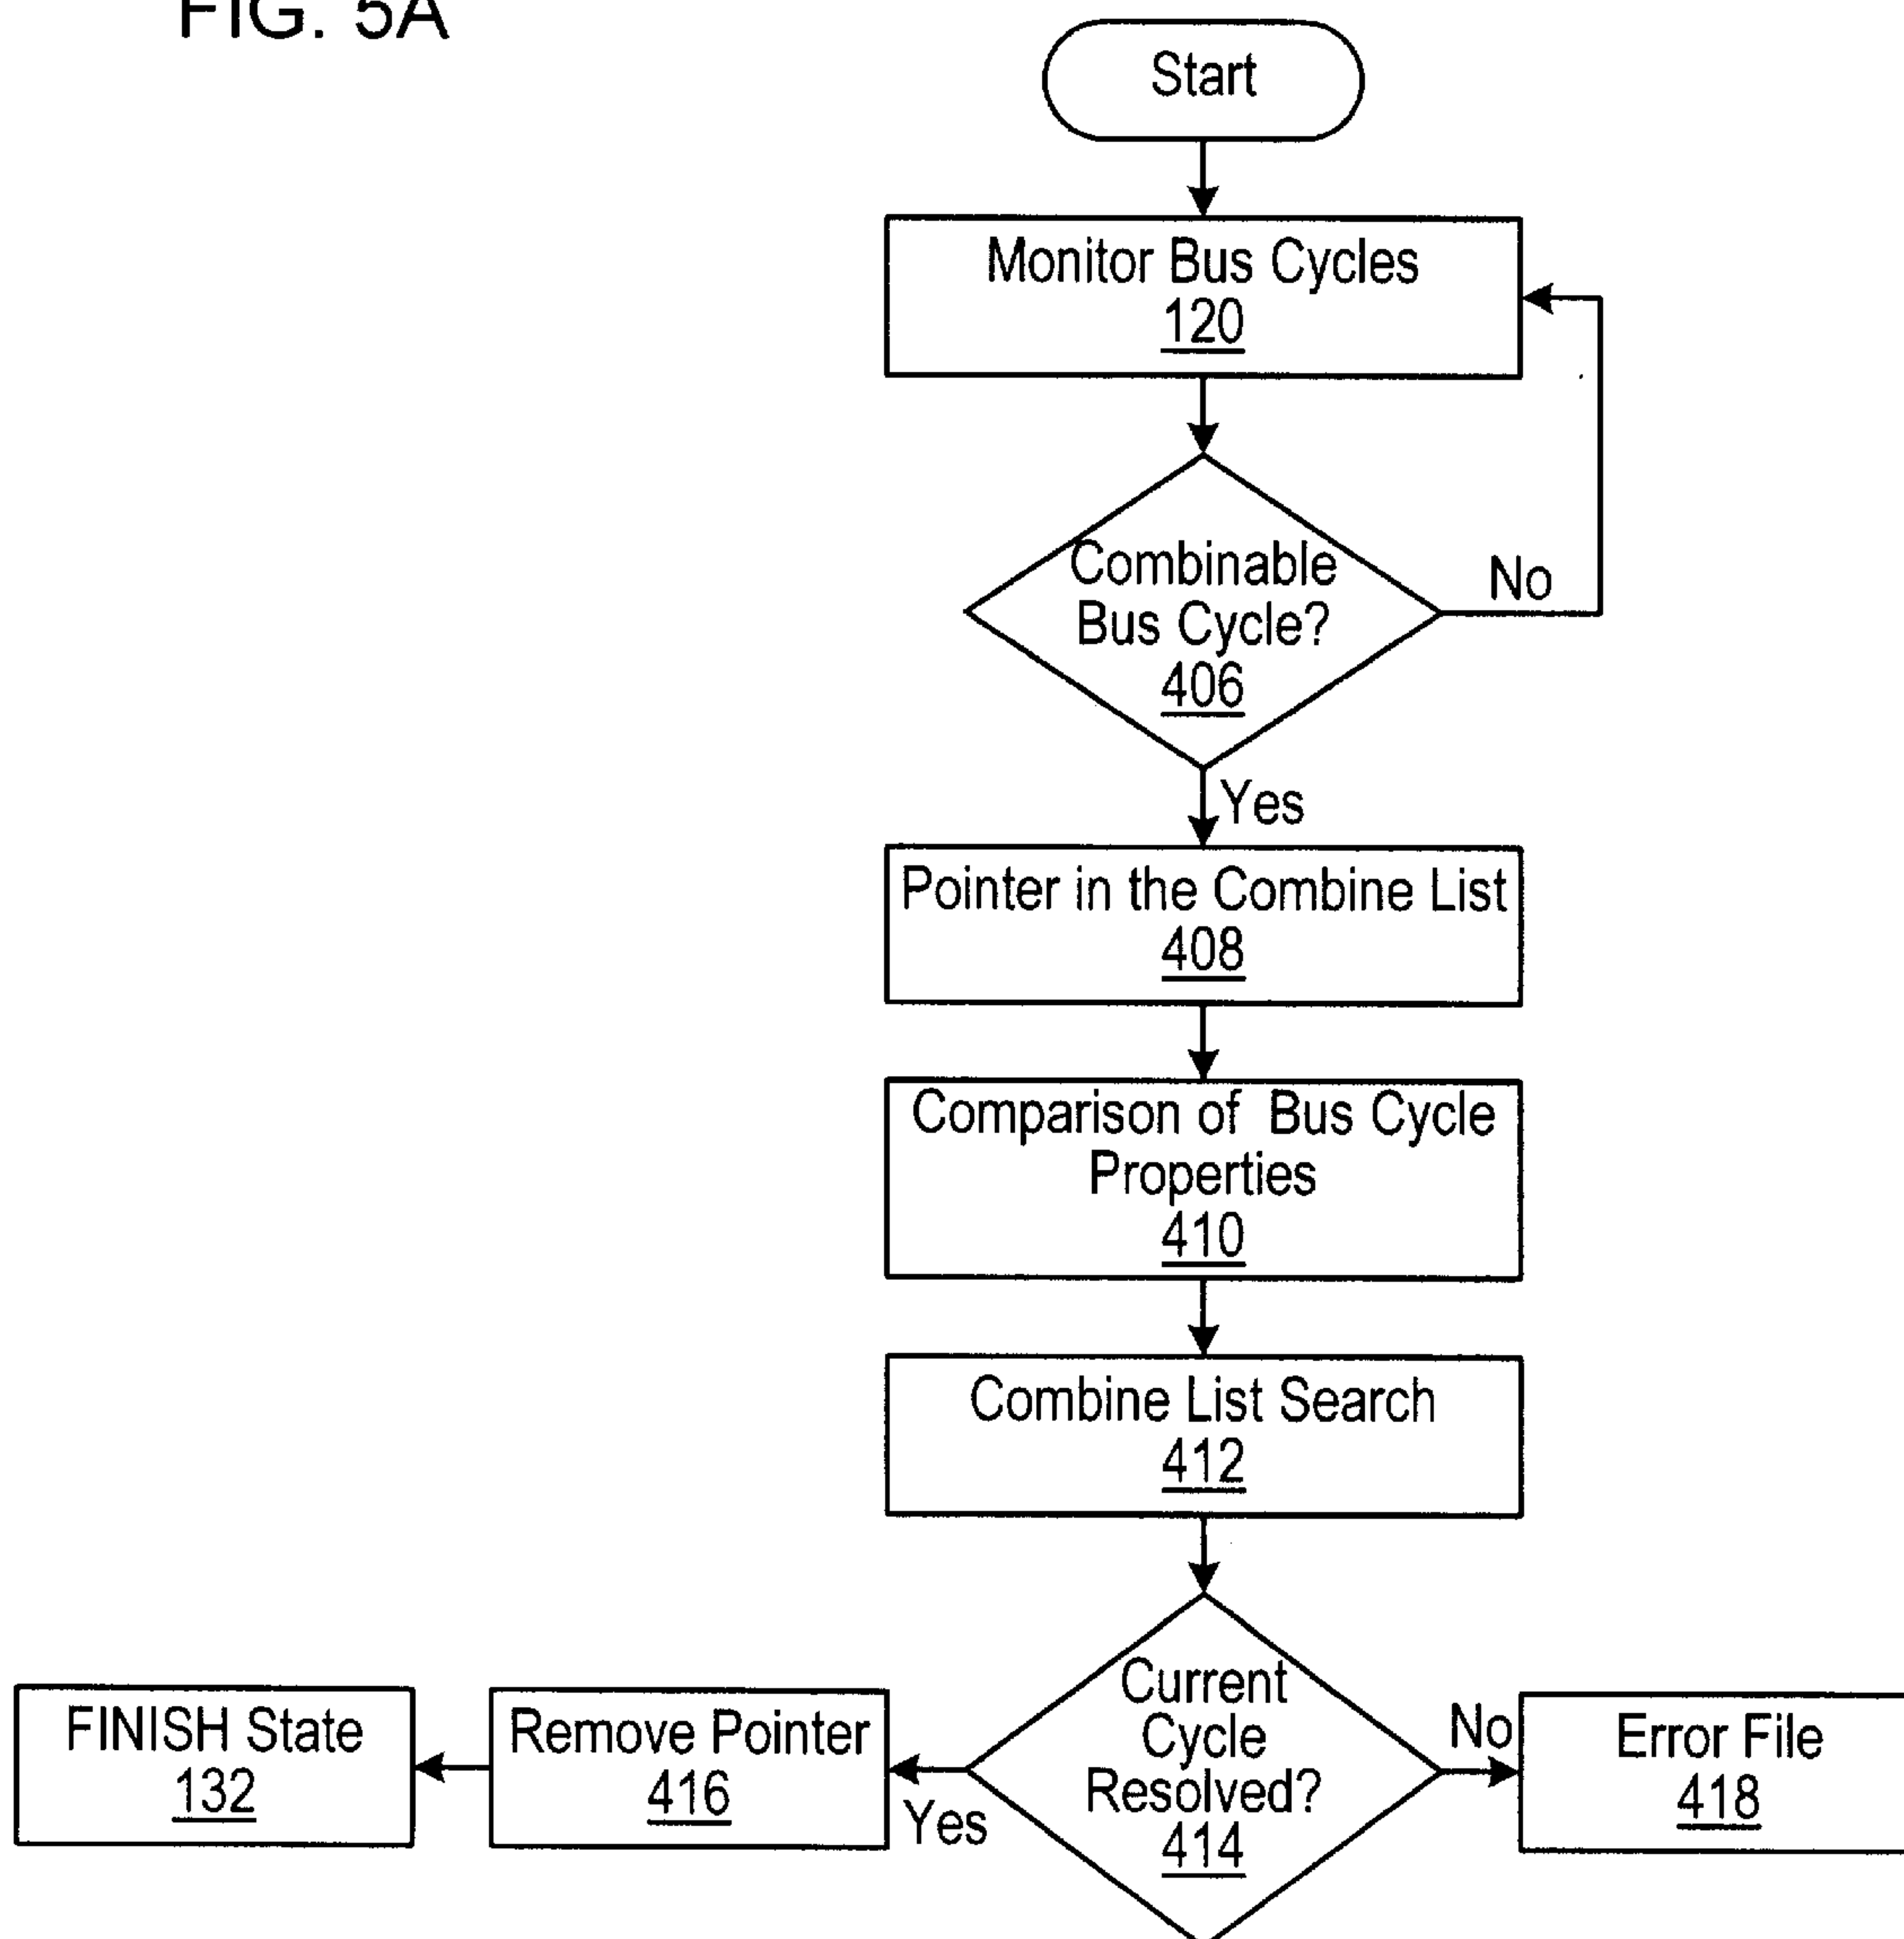 FIG. 5A
Start
Monitor Bus Cycles
120
Combinable
Bus Cycle?
406
No
Yes
Pointer in the Combine List
408
Comparison of Bus Cycle
Properties
410
Combine List Search
412
FINISH State
132
Remove Pointer
416
Yes
Current
Cycle
Resolved?
414
No
Error File
418